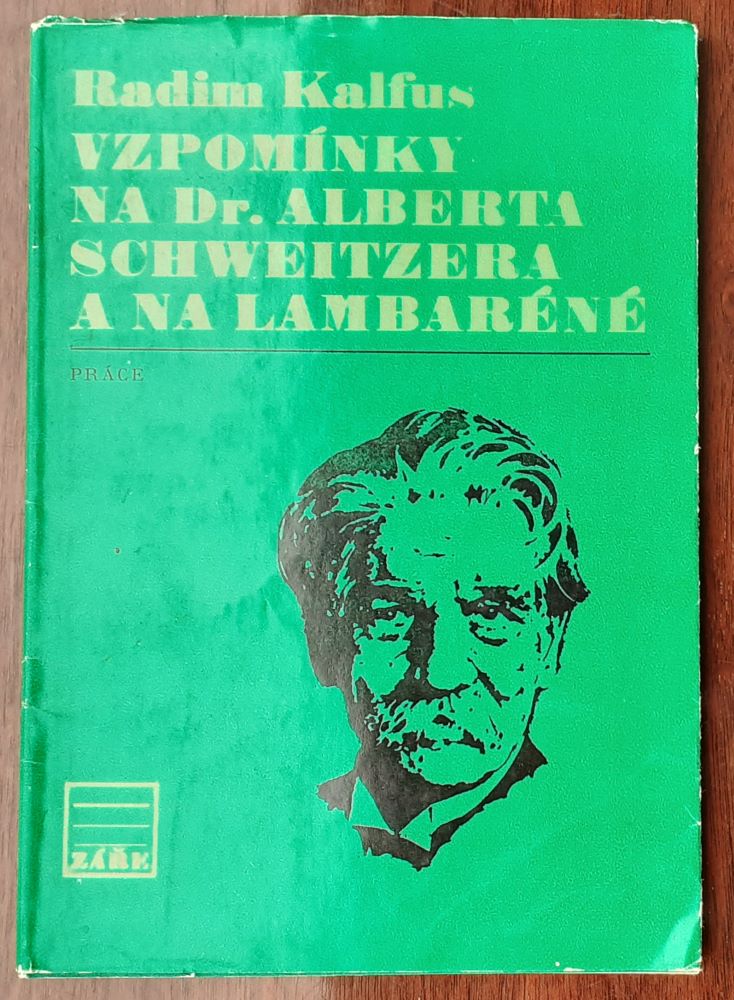 Radim Kalfus
VZPOMÍNKY
NA Dr. ALBERTA
SCHWEITZERA
A NA LAMBARÉNÉ
PRÁCE
ZÁŘE